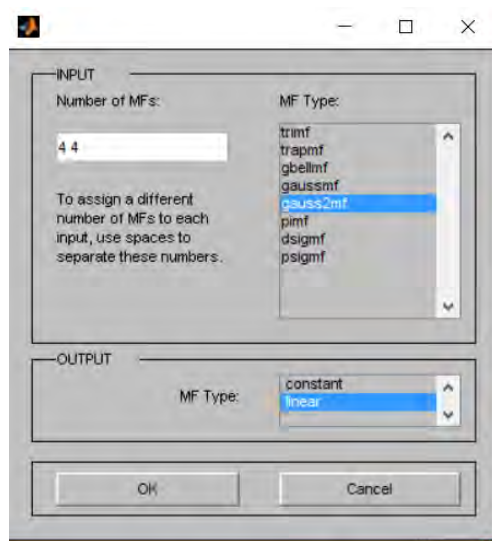 INPUT
Number of MFs:
4 4
To assign a different
number of MFs to each
input, use spaces to
separate these numbers.
MF Type:
trimf
trapmf
gbellmf
gaussmf
gauss2mf
pimf
dsigmf
psigmf
OUTPUT
MF Type:
constant
linear
OK
Cancel